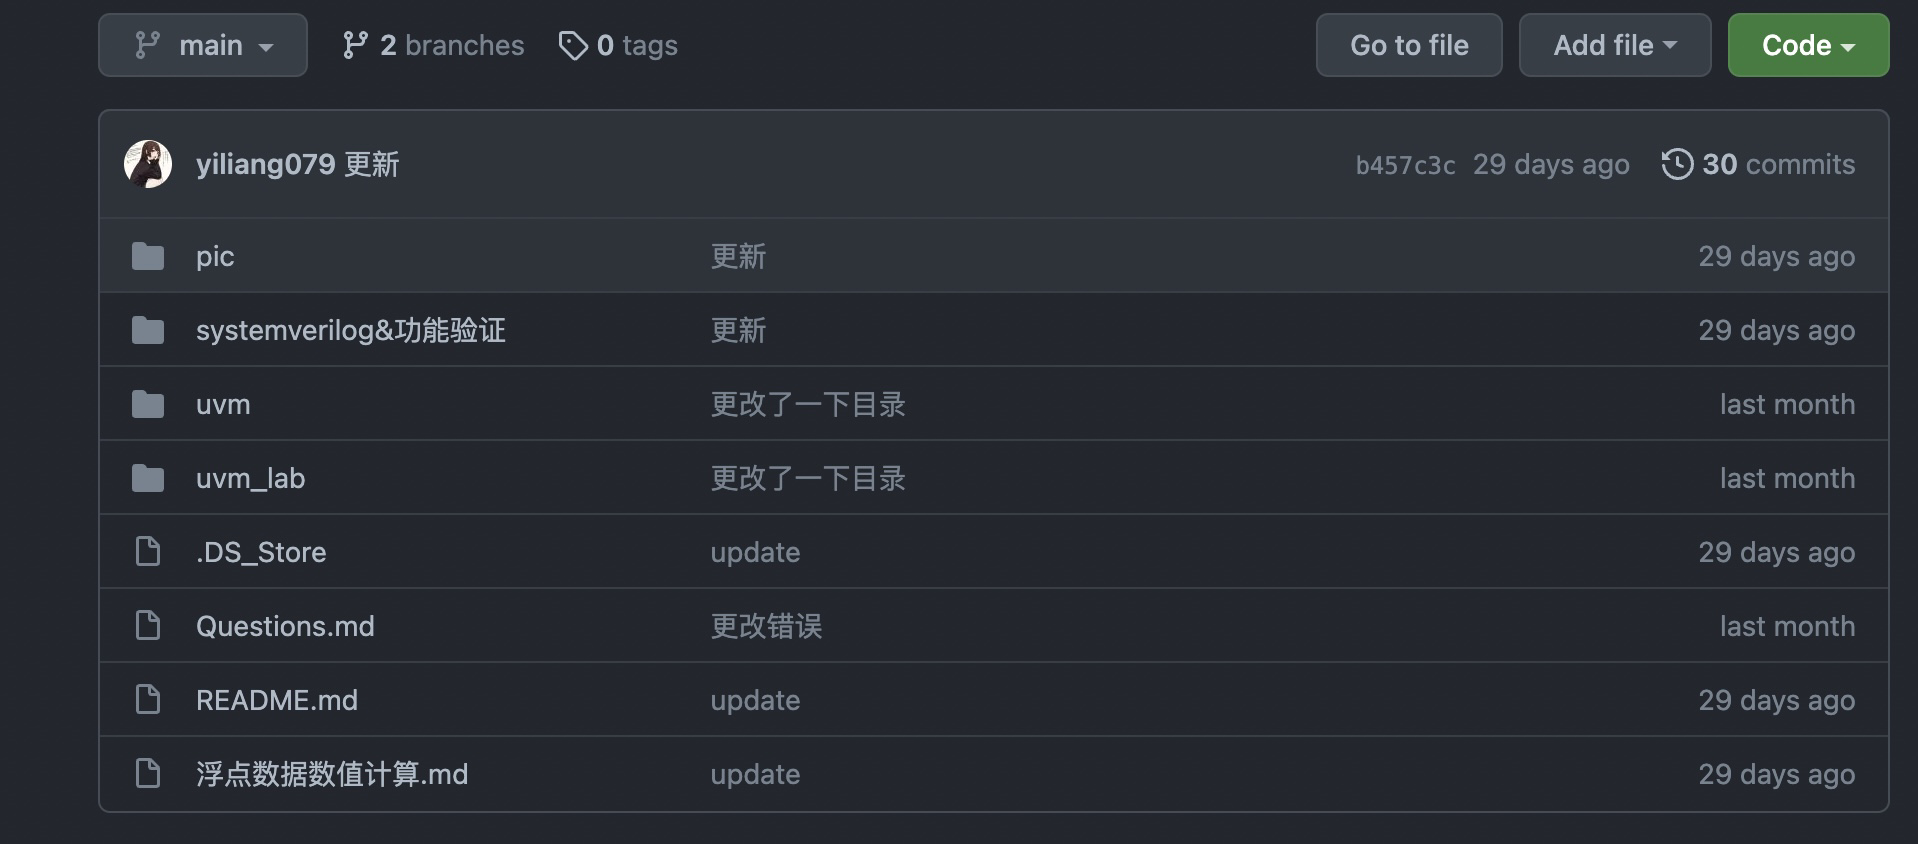 main 2 branches 0 tags Go to file Add file Code
yiliang079 更新 b457c3c 29 days ago 30 commits
pic 更新 29 days ago
systemverilog&功能验证 更新 29 days ago
uvm 更改了一下目录 last month
uvm_lab 更改了一下目录 last month
.DS_Store update 29 days ago
Questions.md 更改错误 last month
README.md update 29 days ago
浮点数据数值计算.md update 29 days ago